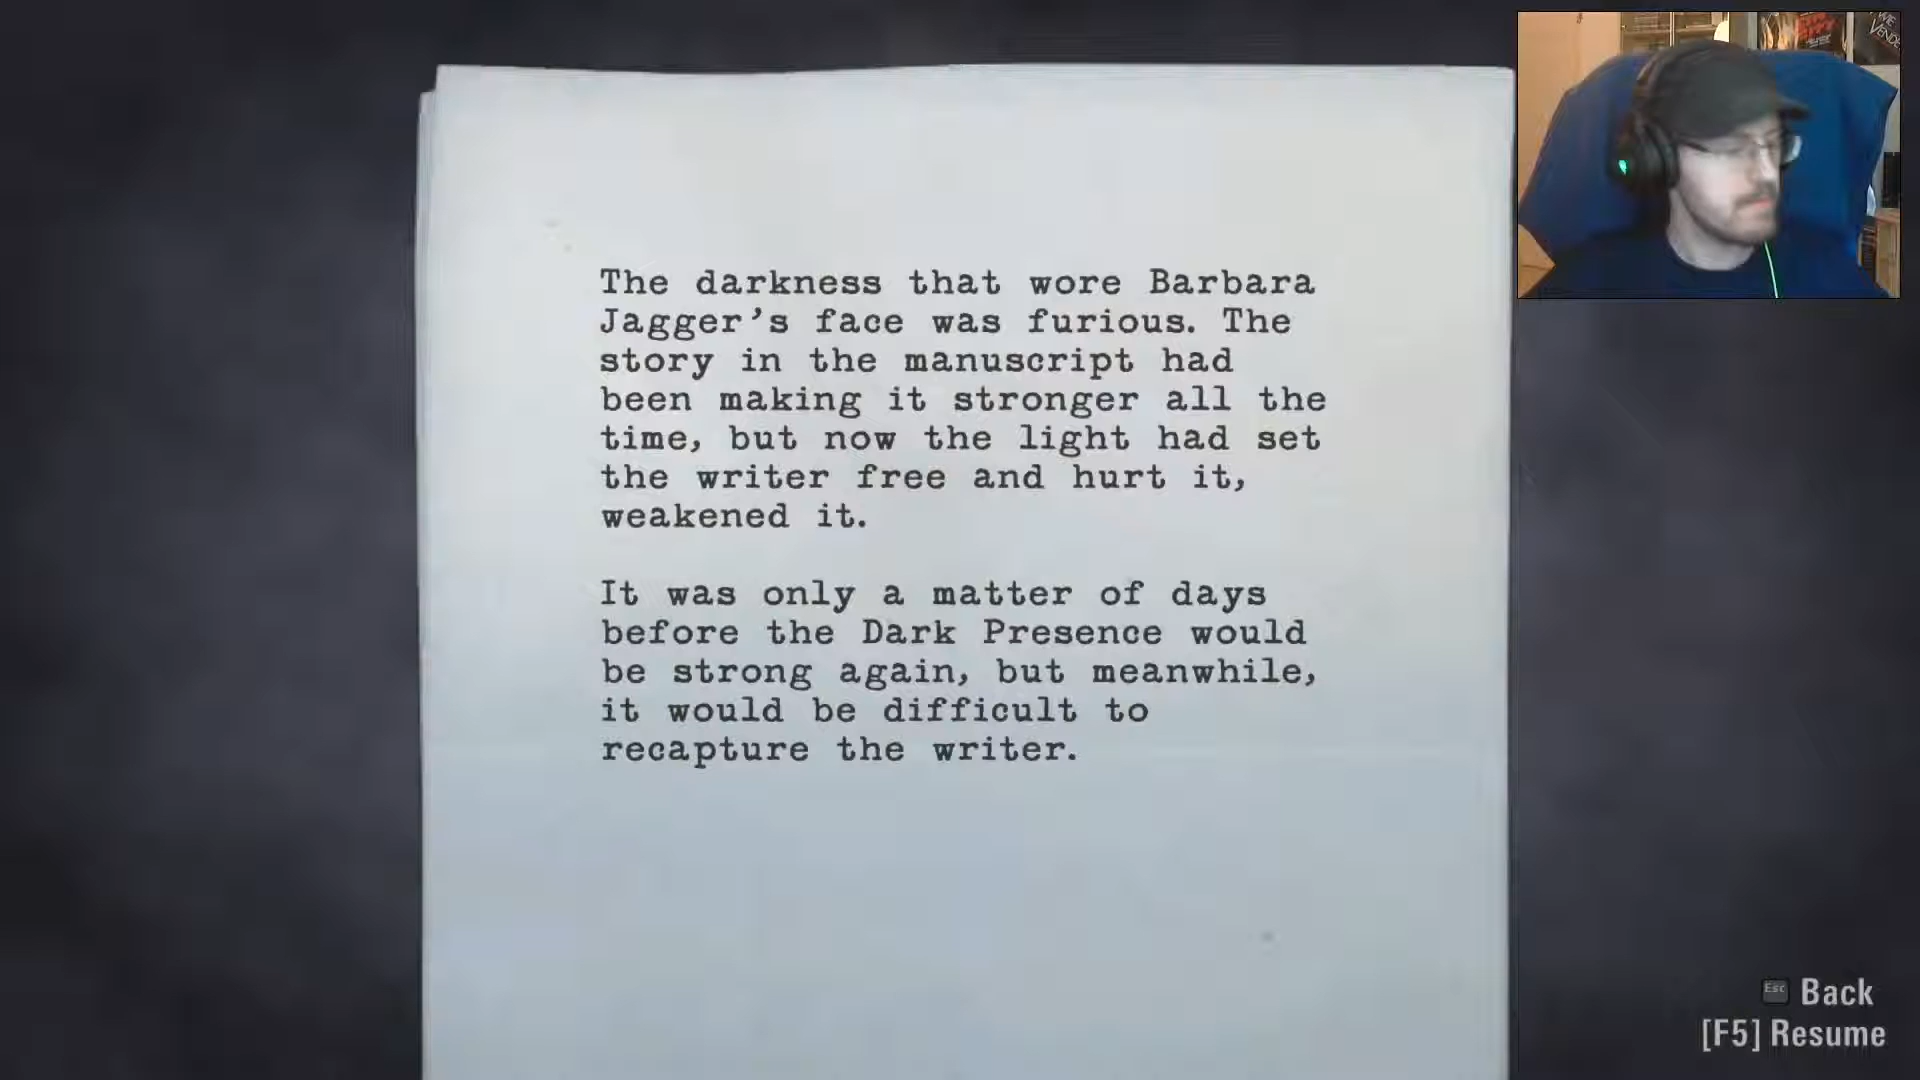 The darkness that wore Barbara
Jagger's face was furious. The
story in the manuscript had
been making it stronger all the
time, but now the light had set
the writer free and hurt it,
weakened it.
It was only a matter of days
before the Dark Presence would
be strong again, but meanwhile,
it would be difficult to
recapture the writer.
Esc Back
[F5] Resume